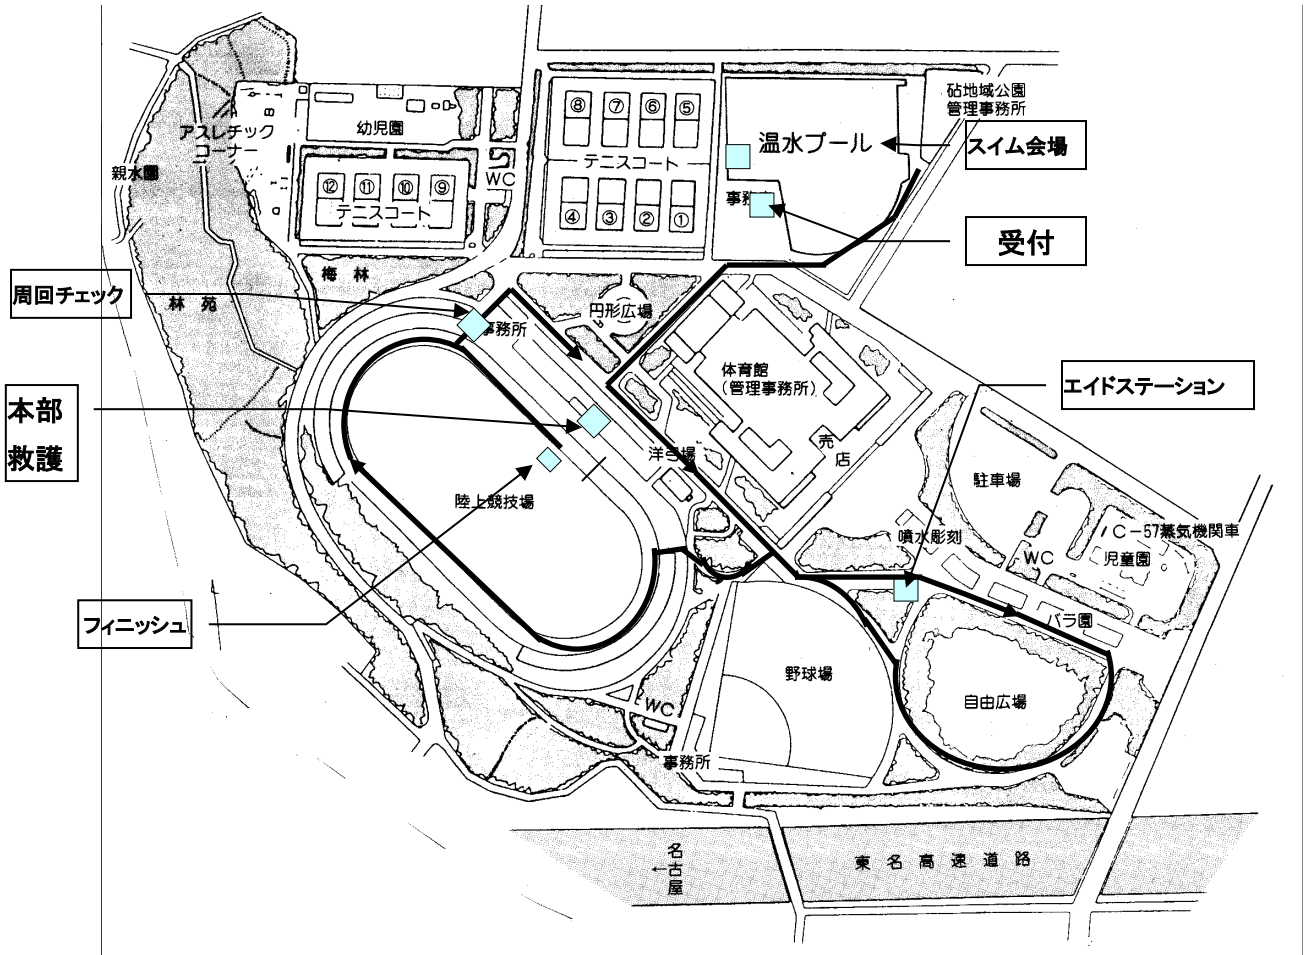 砧地域公園
管理事務所
スイム会場
受付
⑧ ⑦ ⑥ ⑤
テニスコート
④ ③ ② ①
温水プール
事務
幼児園
アスレチック
コーナー
親水園
WC
⑫ ⑪ ⑩ ⑨
テニスコート
梅林
林苑
周回チェック
事務所
円形広場
体育館
(管理事務所)
売
店
エイドステーション
本部
救護
洋弓場
陸上競技場
駐車場
噴水彫刻
C-57蒸気機関車
WC
児童園
フィニッシュ
バラ園
野球場
自由広場
WC
事務所
東名高速道路
←名古屋